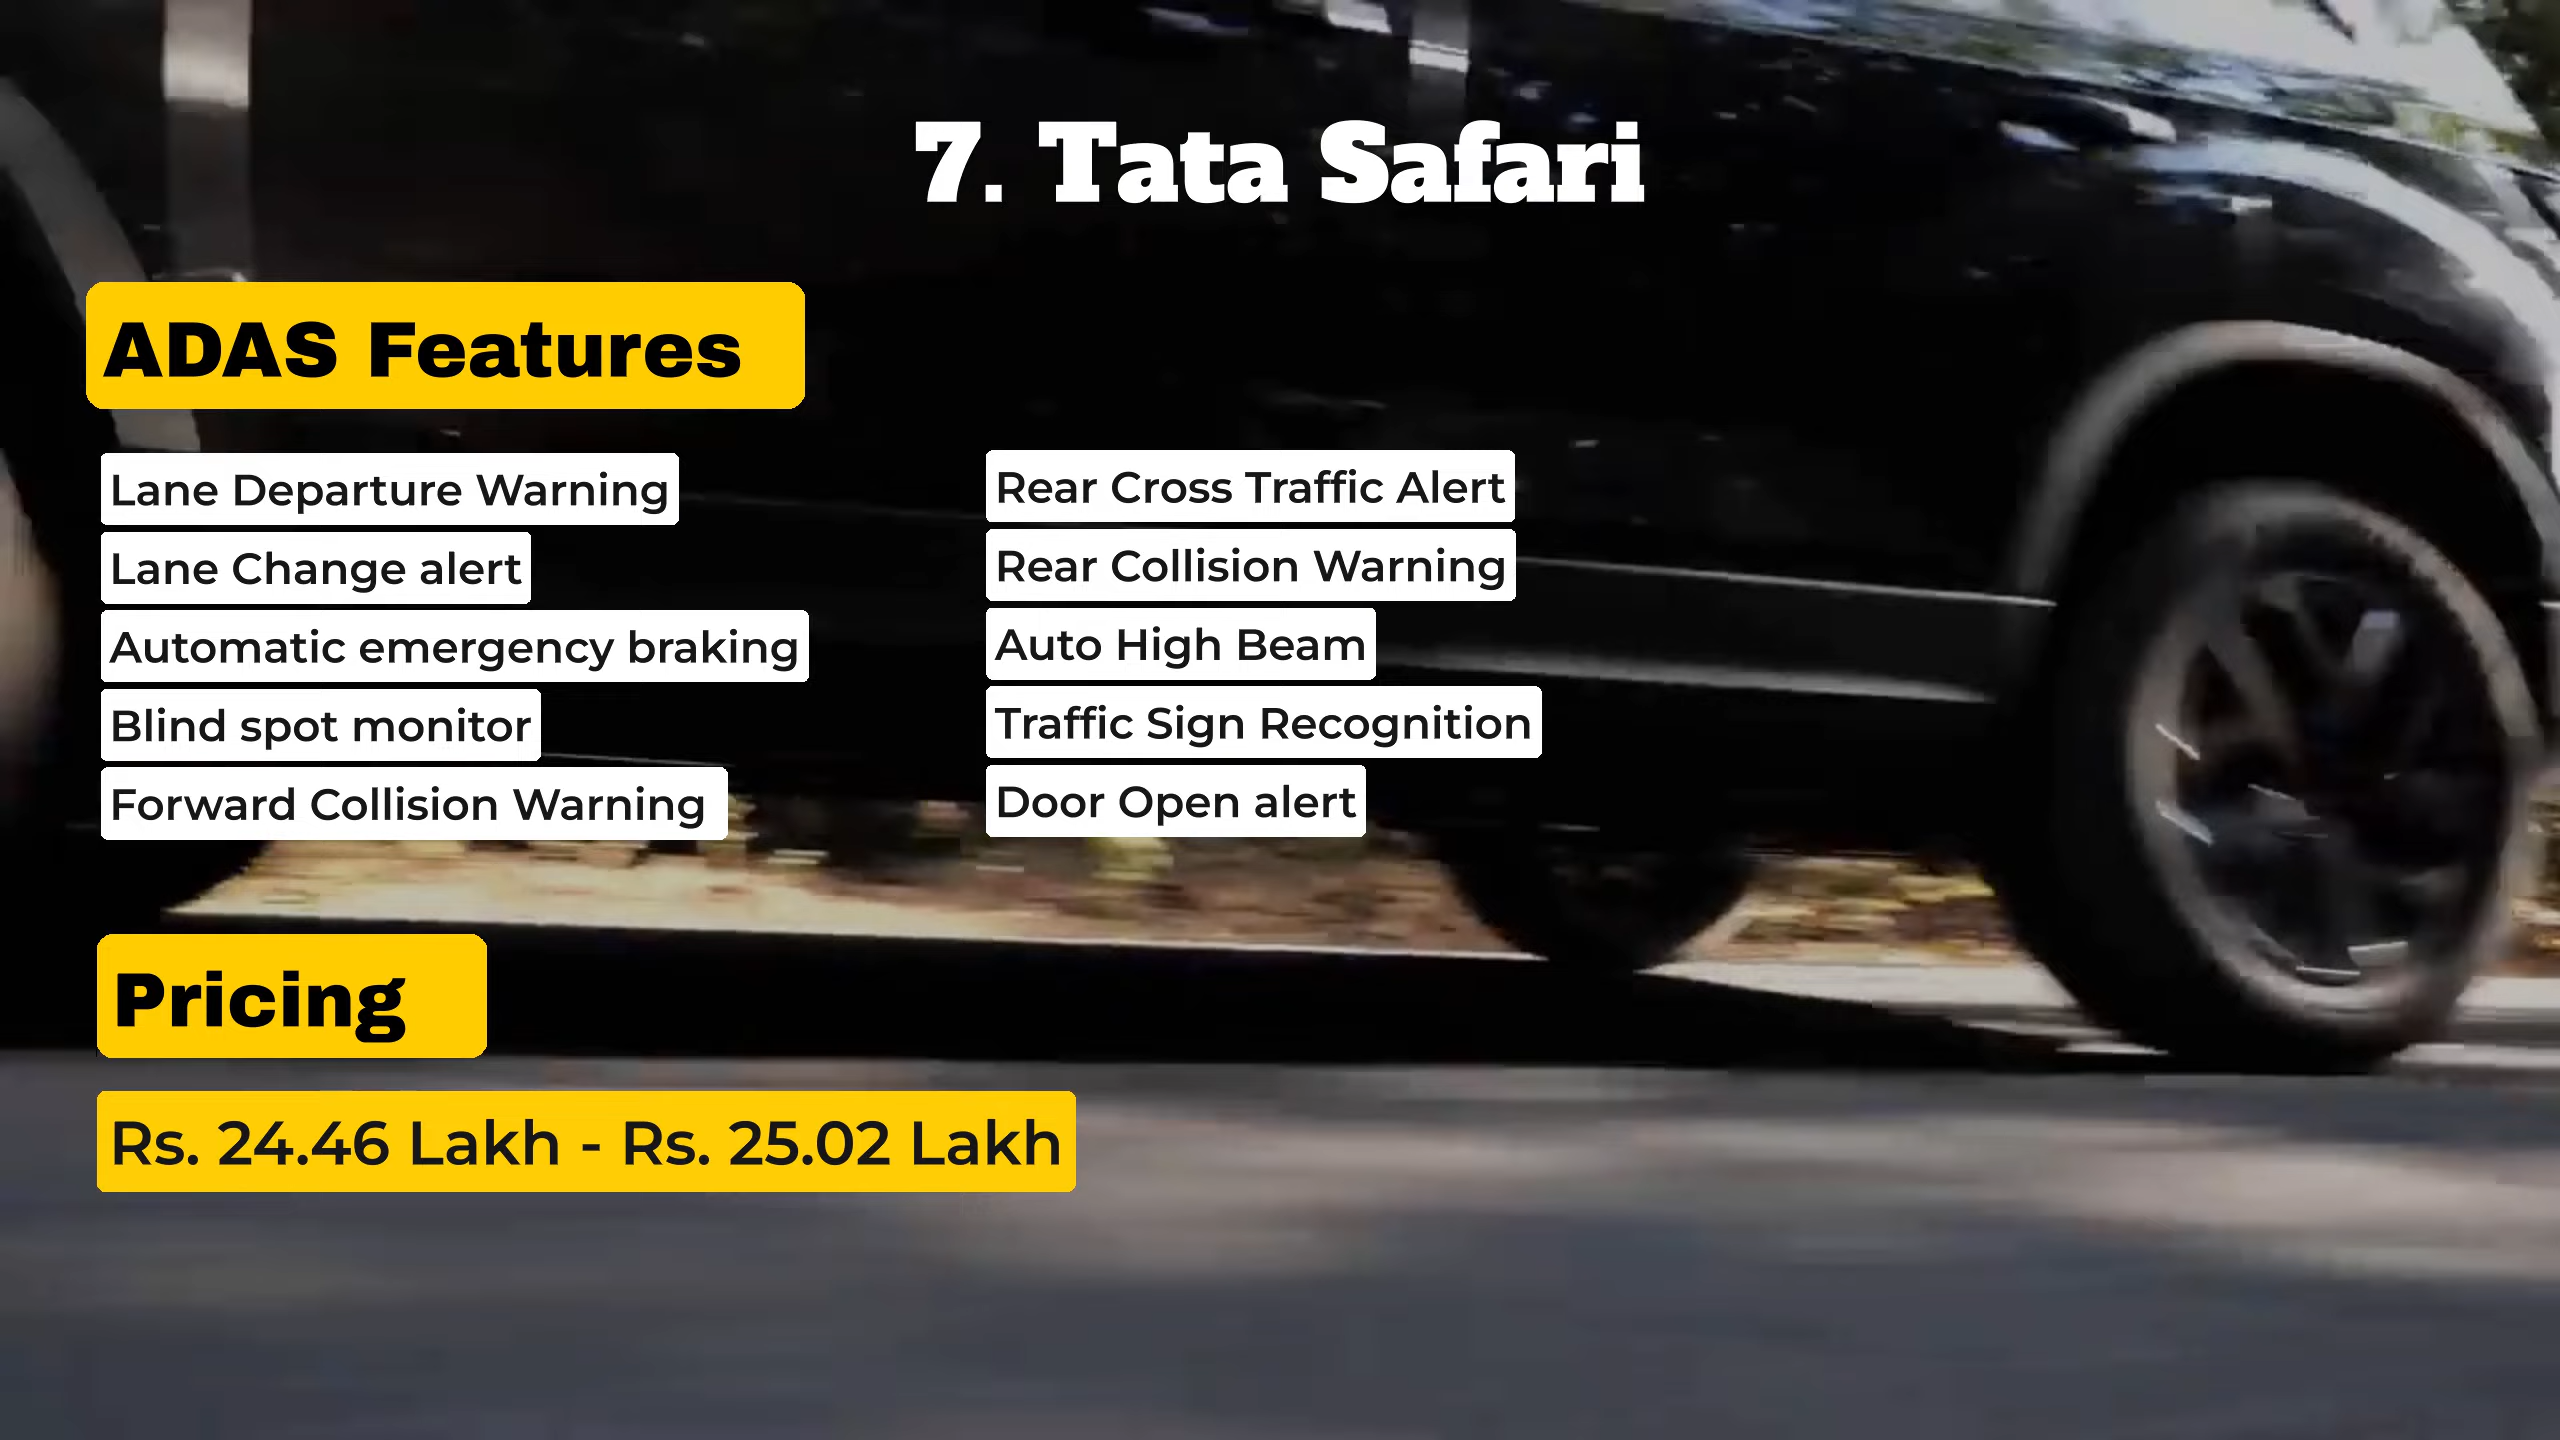 7. Tata Safari
ADAS Features
Lane Departure Warning
Lane Change alert
Automatic emergency braking
Blind spot monitor
Forward Collision Warning
Rear Cross Traffic Alert
Rear Collision Warning
Auto High Beam
Traffic Sign Recognition
Door Open alert
Pricing
Rs. 24.46 Lakh - Rs. 25.02 Lakh